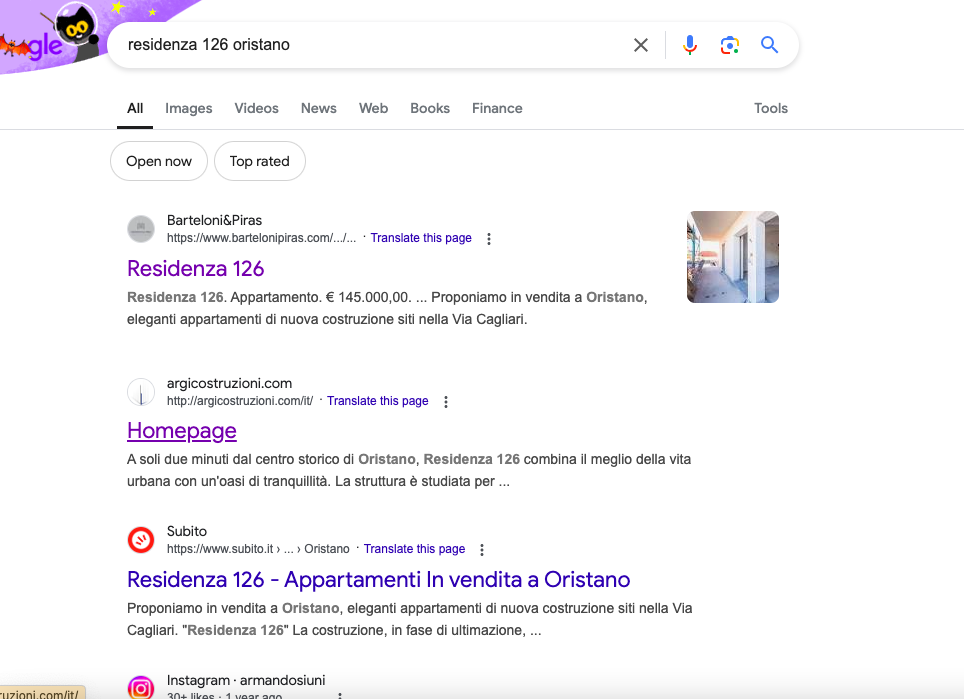 gle
residenza 126 oristano
All Images Videos News Web Books Finance Tools
Open now Top rated
Barteloni&Piras
https://www.bartelonipiras.com/.../... · Translate this page
Residenza 126
Residenza 126. Appartamento. € 145.000,00. ... Proponiamo in vendita a Oristano,
eleganti appartamenti di nuova costruzione siti nella Via Cagliari.
argicostruzioni.com
http://argicostruzioni.com/it/ · Translate this page
Homepage
A soli due minuti dal centro storico di Oristano, Residenza 126 combina il meglio della vita
urbana con un'oasi di tranquillità. La struttura è studiata per ...
Subito
https://www.subito.it › ... › Oristano · Translate this page
Residenza 126 - Appartamenti In vendita a Oristano
Proponiamo in vendita a Oristano, eleganti appartamenti di nuova costruzione siti nella Via
Cagliari. "Residenza 126" La costruzione, in fase di ultimazione, ...
Instagram · armandosiuni
30+ likes · 1 year ago
ruzioni.com/it/